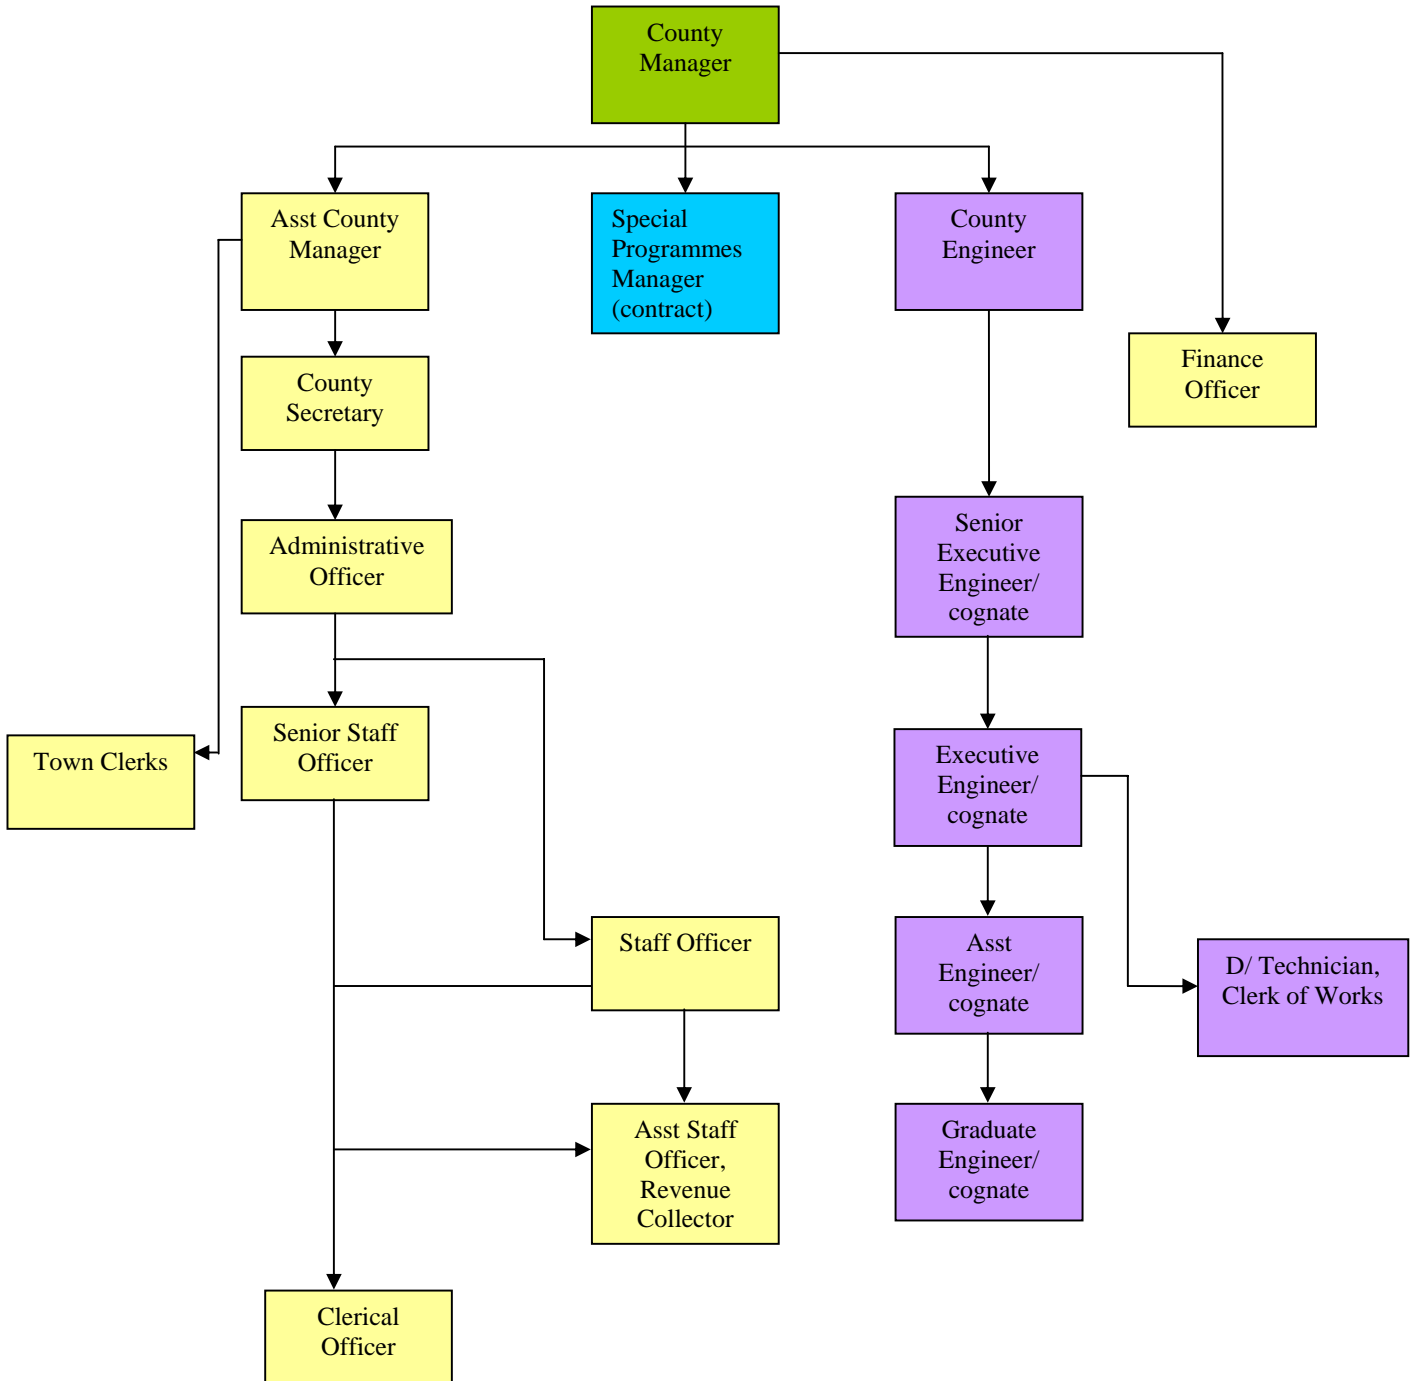 County
Manager
Asst County
Manager
Special
Programmes
Manager
(contract)
County
Engineer
Finance
Officer
County
Secretary
Administrative
Officer
Senior
Executive
Engineer/
cognate
Senior Staff
Officer
Town Clerks
Executive
Engineer/
cognate
Staff Officer
Asst
Engineer/
cognate
D/ Technician,
Clerk of Works
Asst Staff
Officer,
Revenue
Collector
Graduate
Engineer/
cognate
Clerical
Officer